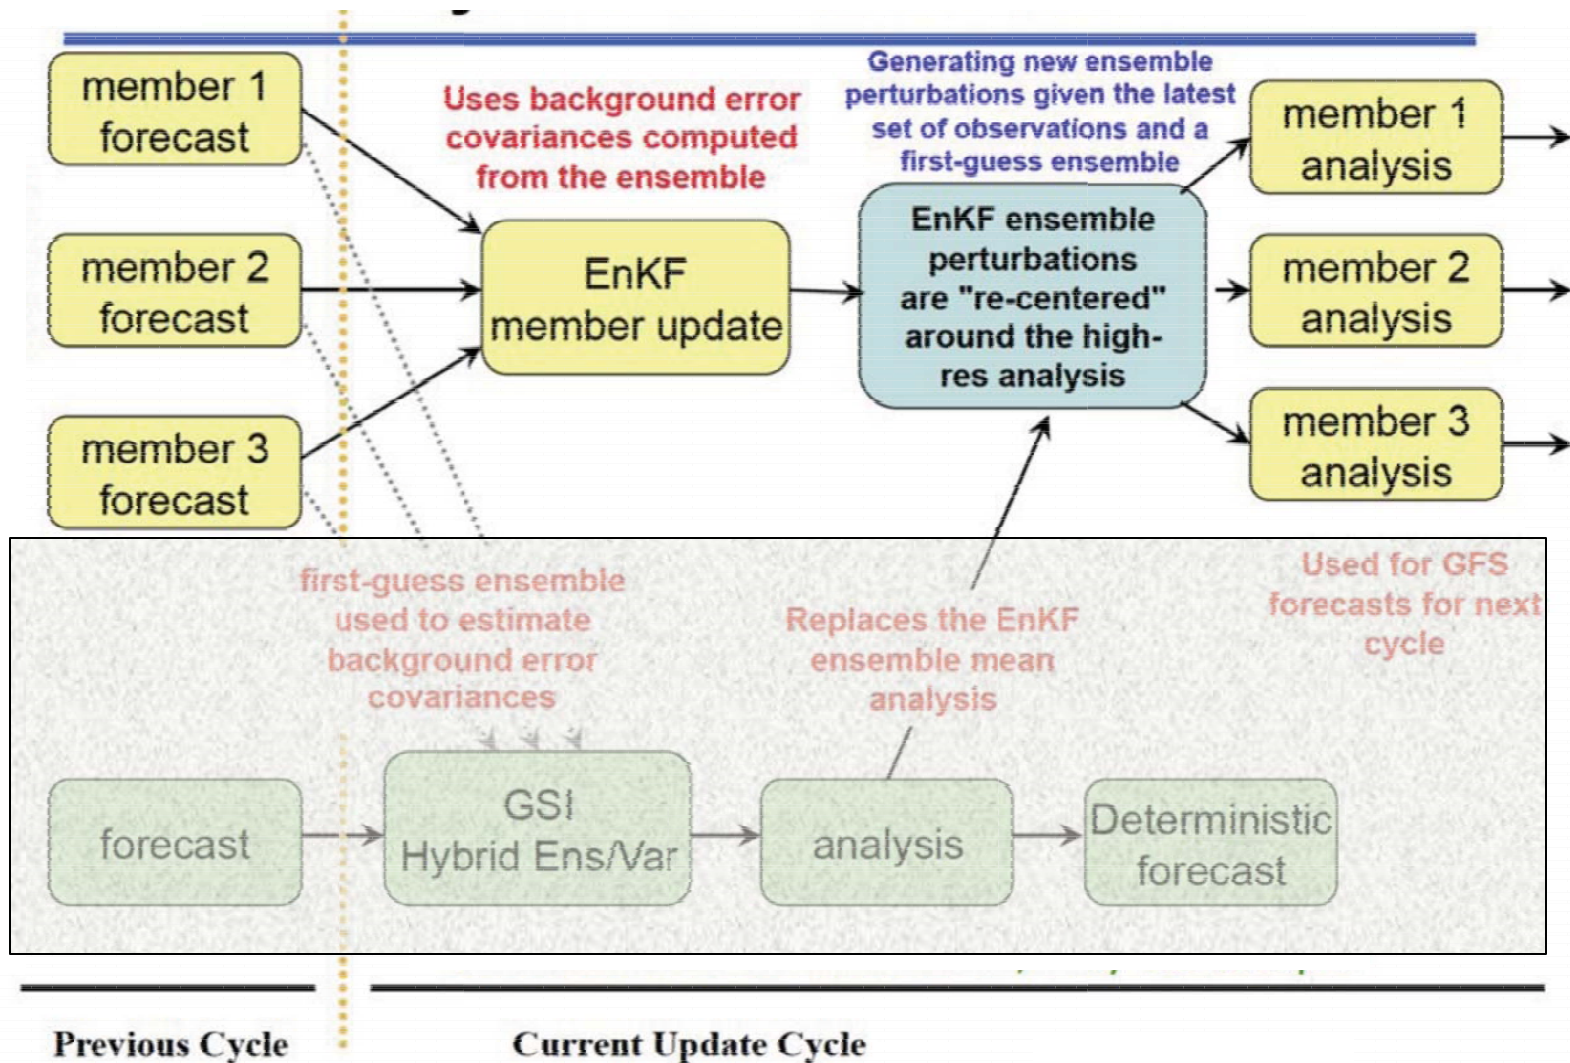 member 1
forecast
Uses background error
covariances computed
from the ensemble
Generating new ensemble
perturbations given the latest
set of observations and a
first-guess ensemble
member 1
analysis
member 2
forecast
EnKF
member update
EnKF ensemble
perturbations
are "re-centered"
around the high-
res analysis
member 2
analysis
member 3
forecast
member 3
analysis
first-guess ensemble
used to estimate
background error
covariances
Replaces the EnKF
ensemble mean
analysis
Used for GFS
forecasts for next
cycle
forecast
GSI
Hybrid Ens/Var
analysis
Deterministic
forecast
Previous Cycle
Current Update Cycle